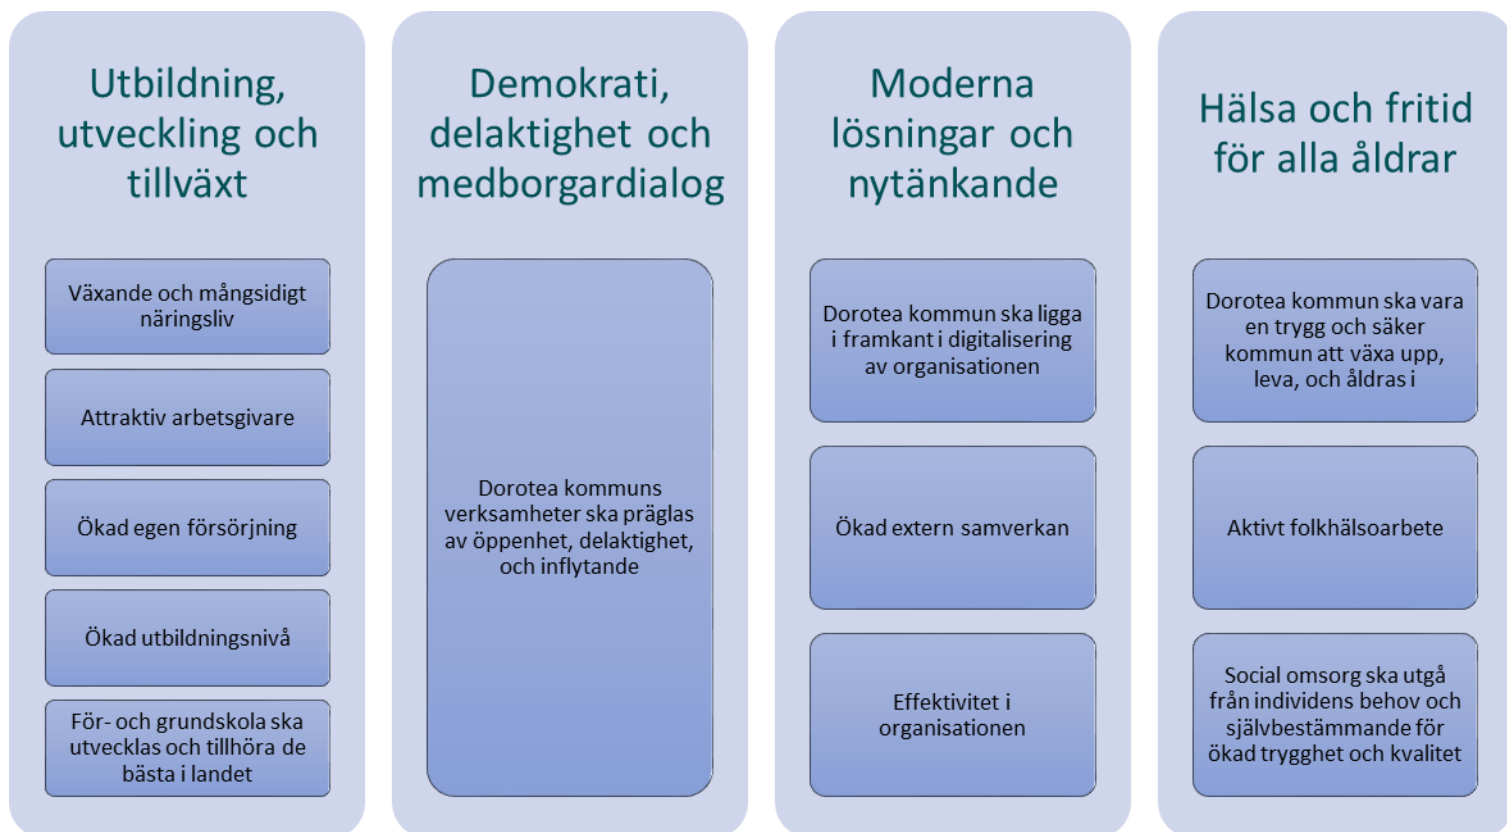 Utbildning,
utveckling och
tillväxt
Växande och mångsidigt
näringsliv
Attraktiv arbetsgivare
Ökad egen försörjning
Ökad utbildningsnivå
För- och grundskola ska
utvecklas och tillhöra de
bästa i landet
Demokrati,
delaktighet och
medborgardialog
Dorotea kommuns
verksamheter ska präglas
av öppenhet, delaktighet,
och inflytande
Moderna
lösningar och
nytänkande
Dorotea kommun ska ligga
i framkant i digitalisering
av organisationen
Ökad extern samverkan
Effektivitet i
organisationen
Hälsa och fritid
för alla åldrar
Dorotea kommun ska vara
en trygg och säker
kommun att växa upp,
leva, och åldras i
Aktivt folkhälsoarbete
Social omsorg ska utgå
från individens behov och
självbestämmande för
ökad trygghet och kvalitet